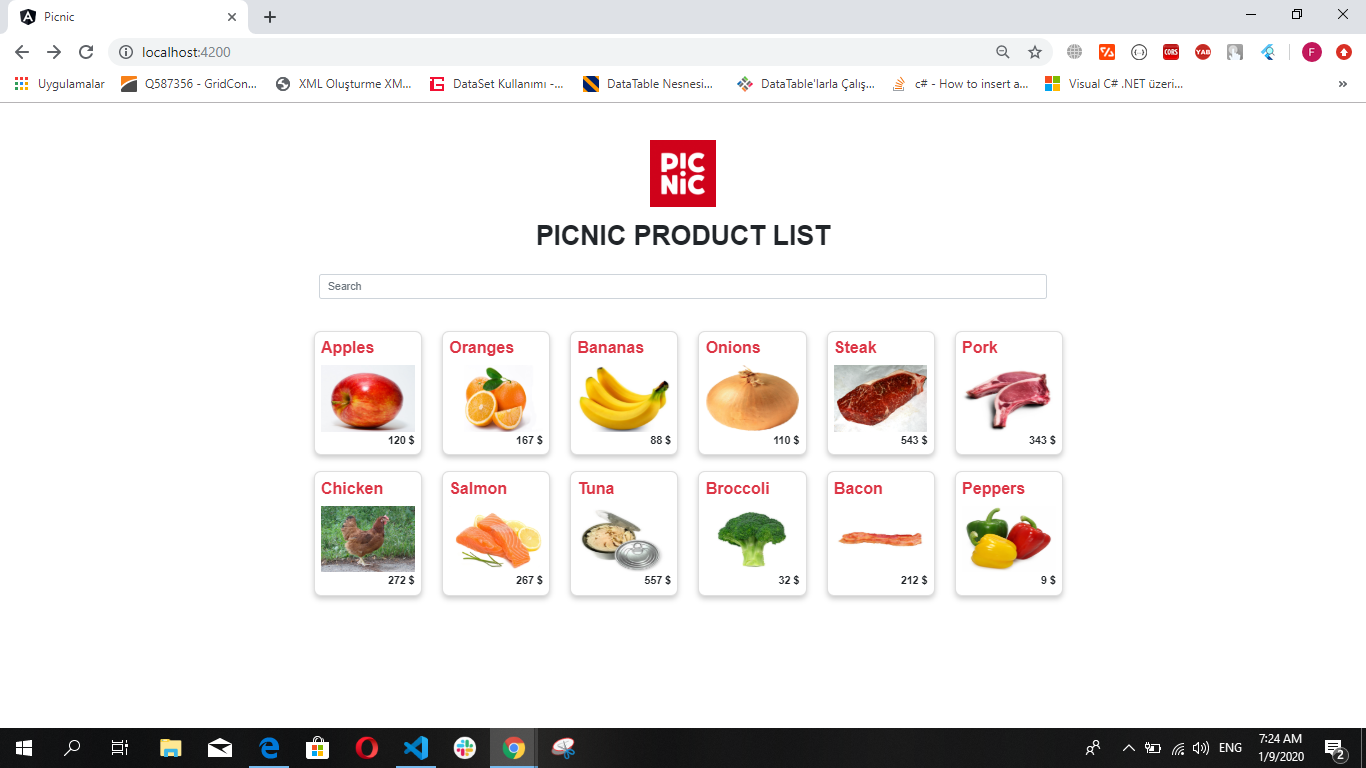 Picnic
localhost:4200
CORS
YAB
F
Uygulamalar
Q587356 - GridCon...
XML Oluşturme XM...
DataSet Kullanımı -...
DataTable Nesnesi...
DataTable'larla Çalış...
c# - How to insert a...
Visual C# .NET üzeri...
»
PICNIC
PICNIC PRODUCT LIST
Search
Apples
Oranges
Bananas
Onions
Steak
Pork
120 $
167 $
88 $
110 $
543 $
343 $
Chicken
Salmon
Tuna
Broccoli
Bacon
Peppers
272 $
267 $
557 $
32 $
212 $
9 $
ENG
7:24 AM
1/9/2020
2